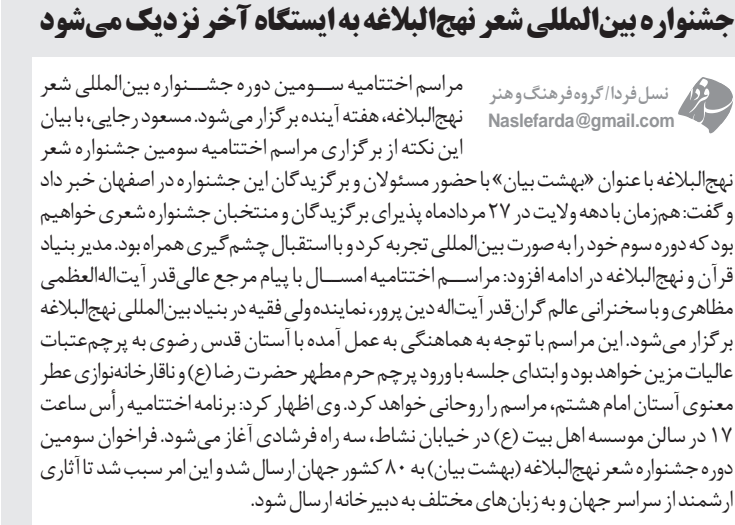 جشنواره بین‌المللی شعر نهج‌البلاغه به ایستگاه آخر نزدیک می‌شود
نسل فردا/گروه فرهنگ و هنر
Naslefarda@gmail.com
مراسم اختتامیه ســومین دوره جشــنواره بین‌المللی شعر
نهج‌البلاغه، هفته آینده برگزار می‌شود. مسعود رجایی، با بیان
این نکته از برگزاری مراسم اختتامیه سومین جشنواره شعر
نهج‌البلاغه با عنوان «بهشت بیان» با حضور مسئولان و برگزیدگان این جشنواره در اصفهان خبر داد
و گفت: هم‌زمان با دهه ولایت در ۲۷ مردادماه پذیرای برگزیدگان و منتخبان جشنواره شعری خواهیم
بود که دوره سوم خود را به صورت بین‌المللی تجربه کرد و با استقبال چشم‌گیری همراه بود. مدیر بنیاد
قرآن و نهج‌البلاغه در ادامه افزود: مراســم اختتامیه امســال با پیام مرجع عالی‌قدر آیت‌اله‌العظمی
مظاهری و با سخنرانی عالم گران‌قدر آیت‌اله دین پرور، نماینده ولی فقیه در بنیاد بین‌المللی نهج‌البلاغه
برگزار می‌شود. این مراسم با توجه به هماهنگی به عمل آمده با آستان قدس رضوی به پرچم عتبات
عالیات مزین خواهد بود و ابتدای جلسه با ورود پرچم حرم مطهر حضرت رضا (ع) و ناقارخانه‌نوازی عطر
معنوی آستان امام هشتم، مراسم را روحانی خواهد کرد. وی اظهار کرد: برنامه اختتامیه رأس ساعت
۱۷ در سالن موسسه اهل بیت (ع) در خیابان نشاط، سه راه فرشادی آغاز می‌شود. فراخوان سومین
دوره جشنواره شعر نهج‌البلاغه (بهشت بیان) به ۸۰ کشور جهان ارسال شد و این امر سبب شد تا آثاری
ارشمند از سراسر جهان و به زبان‌های مختلف به دبیرخانه ارسال شود.